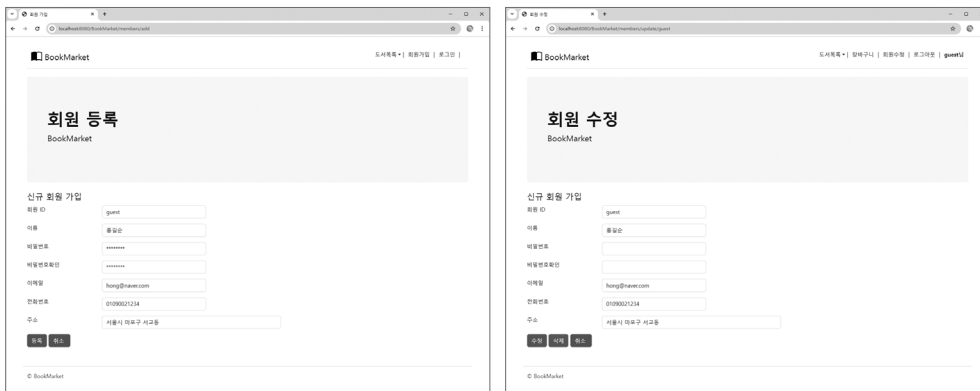 회원 가입
localhost:8080/BookMarket/members/add
BookMarket
도서목록 | 회원가입 | 로그인 |
회원 등록
BookMarket
신규 회원 가입
회원 ID
guest
이름
홍길순
비밀번호
********
비밀번호확인
********
이메일
hong@naver.com
전화번호
01090021234
주소
서울시 마포구 서교동
등록 취소
© BookMarket
회원 수정
localhost:8080/BookMarket/members/update/guest
BookMarket
도서목록 | 장바구니 | 회원수정 | 로그아웃 | guest님
회원 수정
BookMarket
신규 회원 가입
회원 ID
guest
이름
홍길순
비밀번호
비밀번호확인
이메일
hong@naver.com
전화번호
01090021234
주소
서울시 마포구 서교동
수정 삭제 취소
© BookMarket